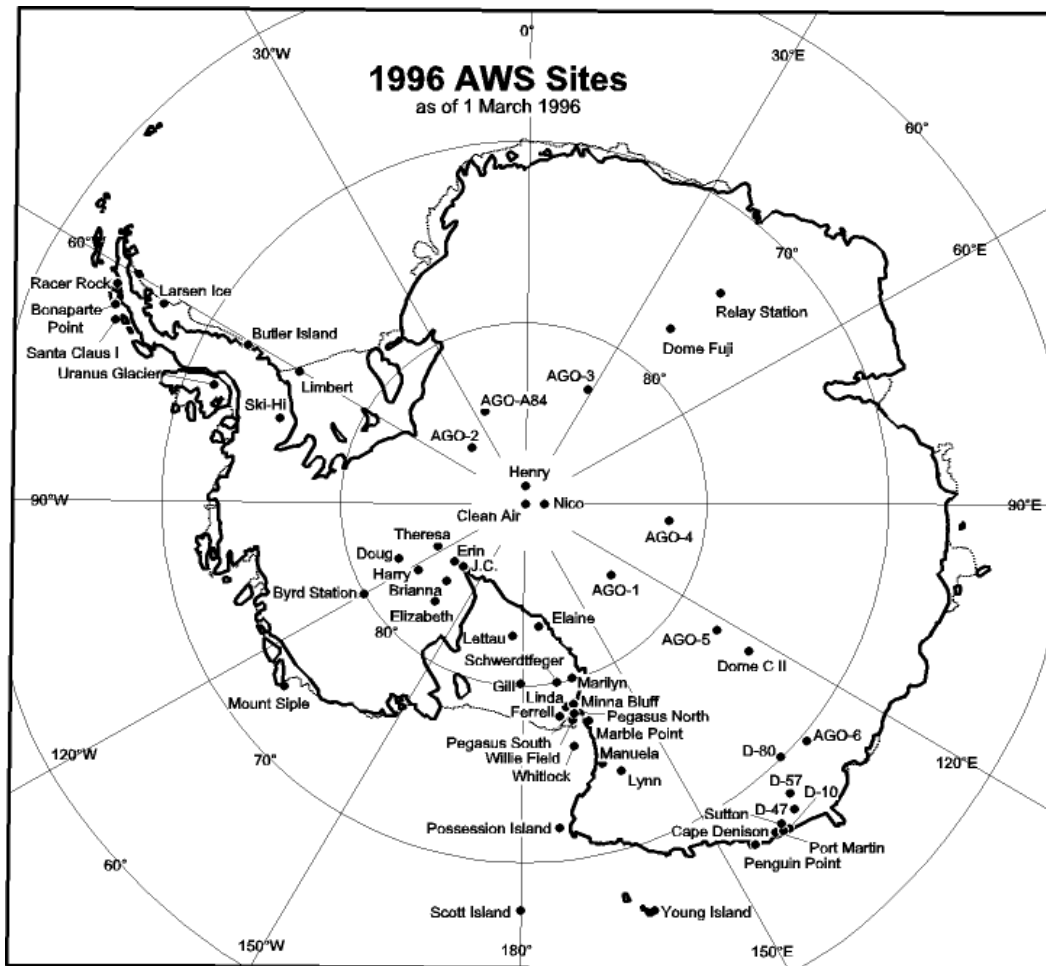 0°
30°W
30°E
1996 AWS Sites
as of 1 March 1996
60°
60°W
60°E
70°
Racer Rock
Larsen Ice
Bonaparte
Point
Relay Station
Santa Claus I
Butler Island
Dome Fuji
Uranus Glacier
Limbert
80°
AGO-3
Ski-Hi
AGO-A84
AGO-2
Henry
90°W
Clean Air
Nico
90°E
Theresa
AGO-4
Doug
Erin
J.C.
Harry
Brianna
AGO-1
Byrd Station
Elizabeth
Elaine
80°
Lettau
AGO-5
Schwerdtfeger
Dome C II
Gill
Marilyn
Mount Siple
Linda
Minna Bluff
Ferrell
Pegasus North
Marble Point
Pegasus South
AGO-6
120°W
Willie Field
Manuela
D-80
120°E
70°
Whitlock
Lynn
D-57
D-10
Sutton
D-47
Possession Island
Cape Denison
Port Martin
60°
Penguin Point
Scott Island
Young Island
150°W
180°
150°E